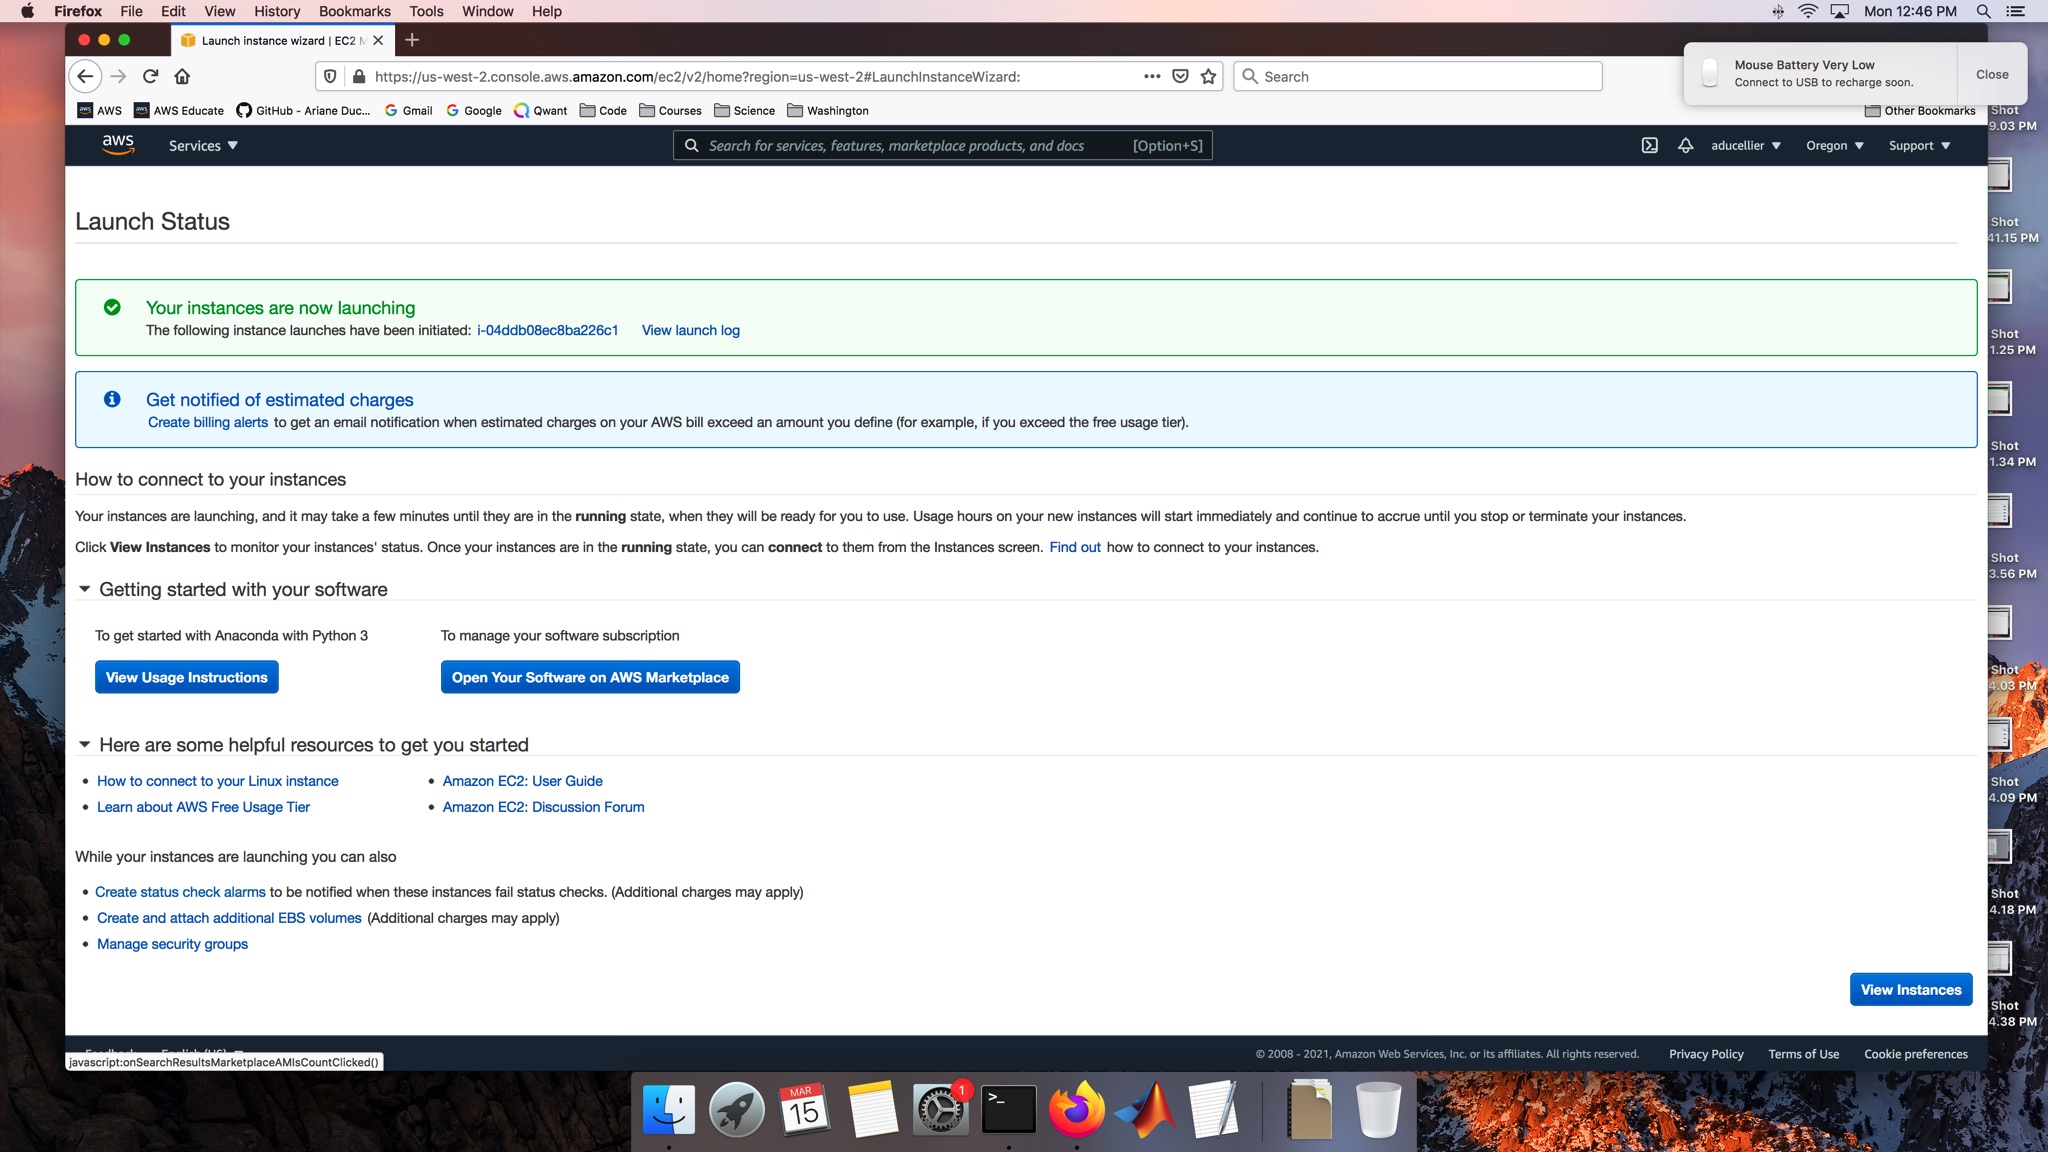 Firefox File Edit View History Bookmarks Tools Window Help Mon 12:46 PM
Launch instance wizard | EC2 M
https://us-west-2.console.aws.amazon.com/ec2/v2/home?region=us-west-2#LaunchInstanceWizard: Search
Mouse Battery Very Low
Connect to USB to recharge soon.
Close
AWS AWS Educate GitHub - Ariane Duc... Gmail Google Qwant Code Courses Science Washington Other Bookmarks
aws Services Search for services, features, marketplace products, and docs [Option+S] aducellier Oregon Support
Launch Status
Your instances are now launching
The following instance launches have been initiated: i-04ddb08ec8ba226c1 View launch log
Get notified of estimated charges
Create billing alerts to get an email notification when estimated charges on your AWS bill exceed an amount you define (for example, if you exceed the free usage tier).
How to connect to your instances
Your instances are launching, and it may take a few minutes until they are in the running state, when they will be ready for you to use. Usage hours on your new instances will start immediately and continue to accrue until you stop or terminate your instances.
Click View Instances to monitor your instances' status. Once your instances are in the running state, you can connect to them from the Instances screen. Find out how to connect to your instances.
Getting started with your software
To get started with Anaconda with Python 3 To manage your software subscription
View Usage Instructions Open Your Software on AWS Marketplace
Here are some helpful resources to get you started
• How to connect to your Linux instance • Amazon EC2: User Guide
• Learn about AWS Free Usage Tier • Amazon EC2: Discussion Forum
While your instances are launching you can also
• Create status check alarms to be notified when these instances fail status checks. (Additional charges may apply)
• Create and attach additional EBS volumes (Additional charges may apply)
• Manage security groups
View Instances
javascript:onSearchResultsMarketplaceAMIsCountClicked()
© 2008 - 2021, Amazon Web Services, Inc. or its affiliates. All rights reserved. Privacy Policy Terms of Use Cookie preferences
Shot
9.03 PM
Shot
41.15 PM
Shot
1.25 PM
Shot
1.34 PM
Shot
3.56 PM
Shot
4.03 PM
Shot
4.09 PM
Shot
4.18 PM
Shot
4.38 PM
MAR
15
1
>_